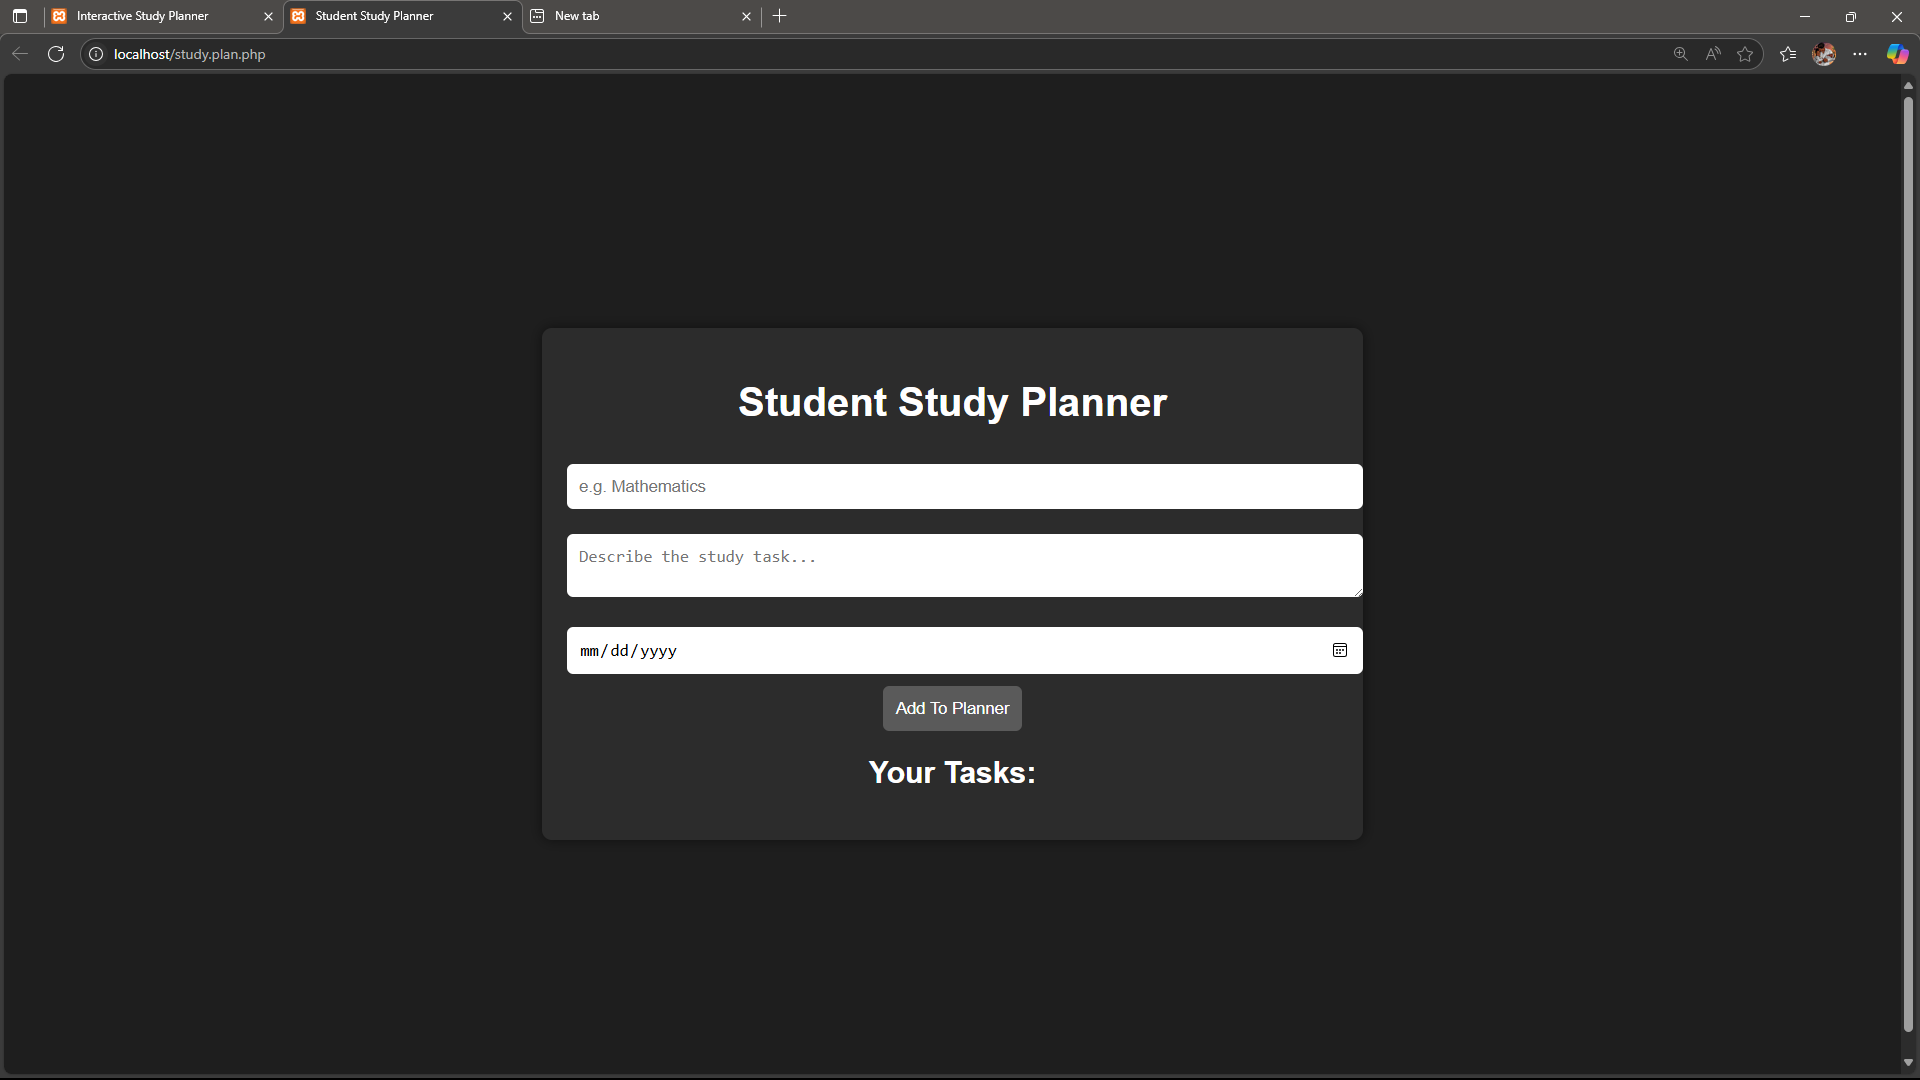 Interactive Study Planner
Student Study Planner
New tab
localhost/study.plan.php
Student Study Planner
e.g. Mathematics
Describe the study task...
mm/dd/yyyy
Add To Planner
Your Tasks: